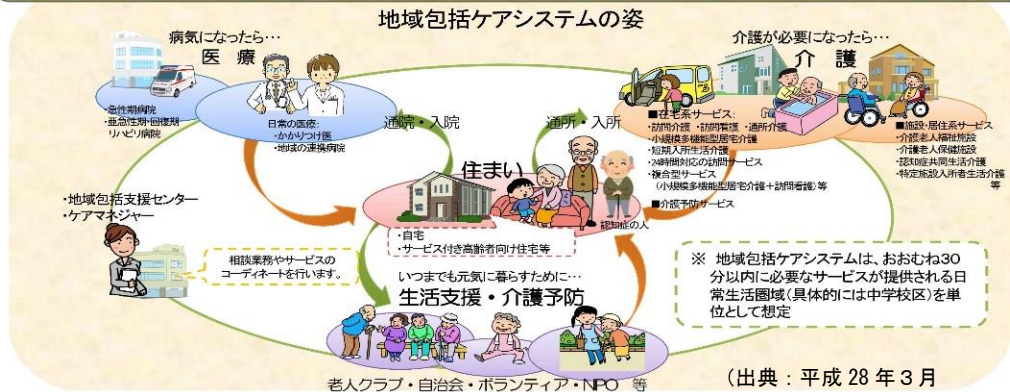 地域包括ケアシステムの姿
病気になったら…
医 療
・急性期病院
・亜急性期・回復期
リハビリ病院
日常の医療:
・かかりつけ医
・地域の連携病院
通院・入院
通所・入所
介護が必要になったら…
介 護
■在宅系サービス:
・訪問介護 ・訪問看護 ・通所介護
・小規模多機能型居宅介護
・短期入所生活介護
・24時間対応の訪問サービス
・複合型サービス
(小規模多機能型居宅介護+訪問看護)等
■介護予防サービス
■施設・居住系サービス
・介護老人福祉施設
・介護老人保健施設
・認知症共同生活介護
・特定施設入所者生活介護
等
住まい
認知症の人
・自宅
・サービス付き高齢者向け住宅等
・地域包括支援センター
・ケアマネジャー
相談業務やサービスの
コーディネートを行います。
いつまでも元気に暮らすために…
生活支援・介護予防
老人クラブ・自治会・ボランティア・NPO 等
※ 地域包括ケアシステムは、おおむね30
分以内に必要なサービスが提供される日
常生活圏域(具体的には中学校区)を単
位として想定
(出典:平成28年3月